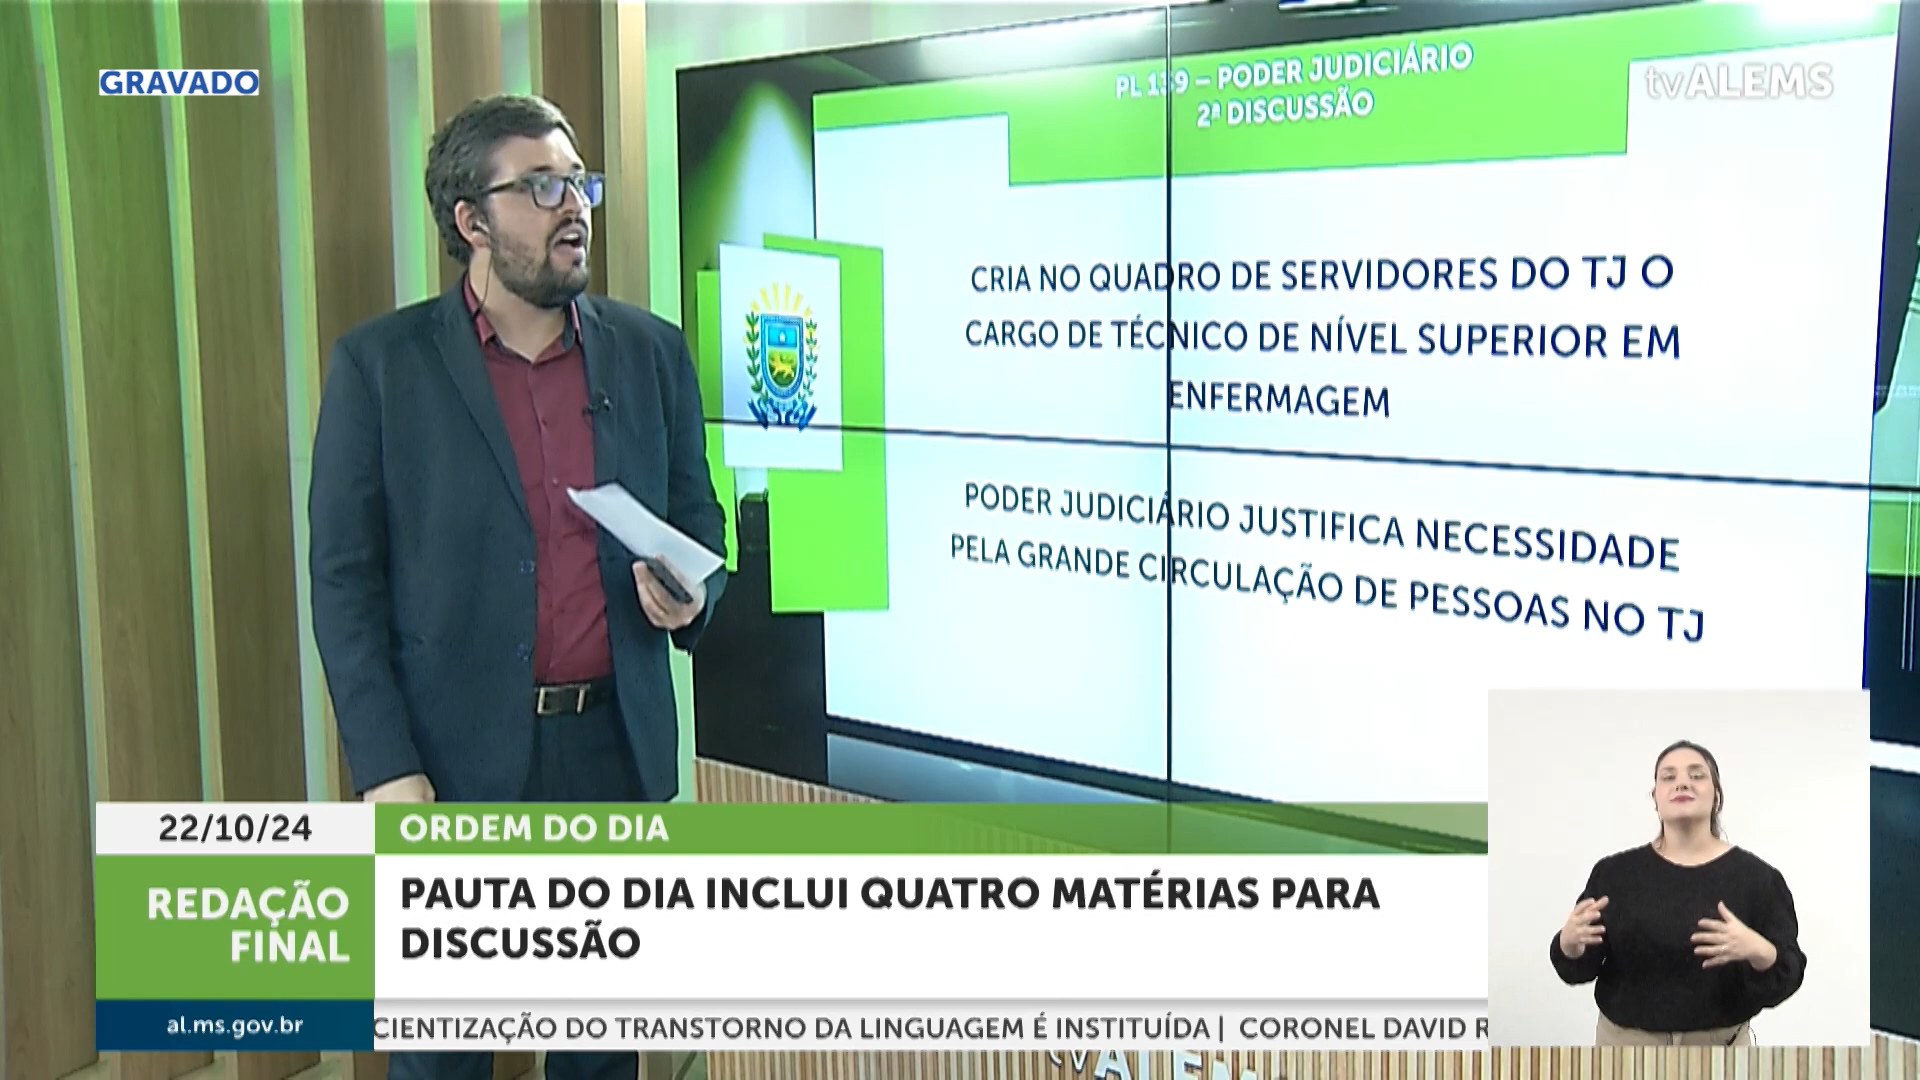 GRAVADO
tvALEMS
PL 139 – PODER JUDICIÁRIO
2ª DISCUSSÃO
CRIA NO QUADRO DE SERVIDORES DO TJ O
CARGO DE TÉCNICO DE NÍVEL SUPERIOR EM
ENFERMAGEM
PODER JUDICIÁRIO JUSTIFICA NECESSIDADE
PELA GRANDE CIRCULAÇÃO DE PESSOAS NO TJ
22/10/24
ORDEM DO DIA
REDAÇÃO
FINAL
PAUTA DO DIA INCLUI QUATRO MATÉRIAS PARA
DISCUSSÃO
al.ms.gov.br
CIENTIZAÇÃO DO TRANSTORNO DA LINGUAGEM É INSTITUÍDA | CORONEL DAVID R
tvALEM